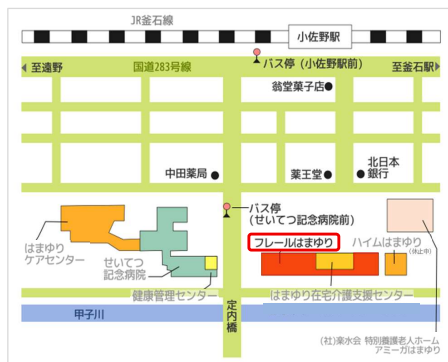 JR釜石線
小佐野駅
至遠野
国道283号線
バス停（小佐野駅前）
至釜石駅
翁堂菓子店
中田薬局
薬王堂
北日本
銀行
バス停
（せいてつ記念病院前）
はまゆり
ケアセンター
せいてつ
記念病院
フレールはまゆり
ハイムはまゆり
（休止中）
健康管理センター
はまゆり在宅介護支援センター
甲子川
定内橋
(社)楽水会 特別養護老人ホーム
アミーガはまゆり